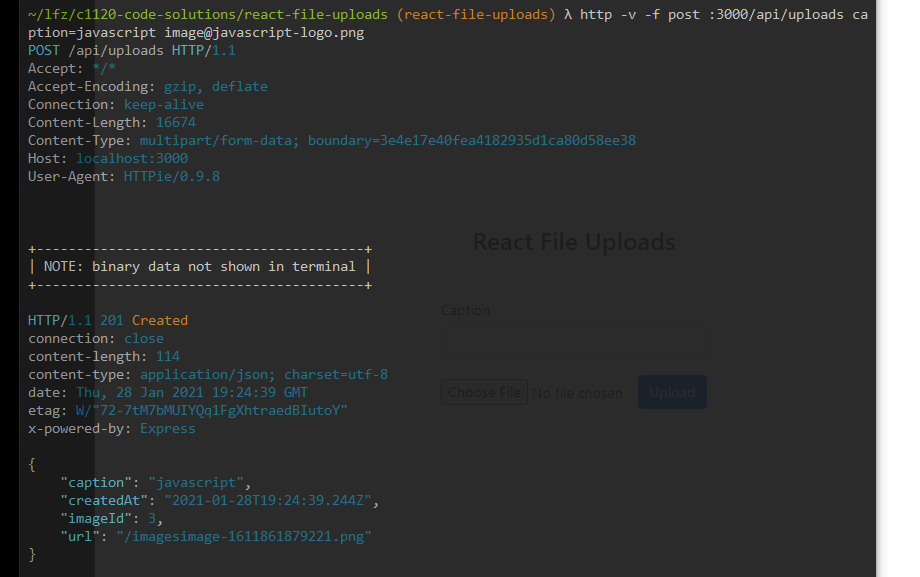 ~/lfz/c1120-code-solutions/react-file-uploads (react-file-uploads) λ http -v -f post :3000/api/uploads ca
ption=javascript image@javascript-logo.png
POST /api/uploads HTTP/1.1
Accept: */*
Accept-Encoding: gzip, deflate
Connection: keep-alive
Content-Length: 16674
Content-Type: multipart/form-data; boundary=3e4e17e40fea4182935d1ca80d58ee38
Host: localhost:3000
User-Agent: HTTPie/0.9.8
+-----------------------------------------+
| NOTE: binary data not shown in terminal |
+-----------------------------------------+
HTTP/1.1 201 Created
connection: close
content-length: 114
content-type: application/json; charset=utf-8
date: Thu, 28 Jan 2021 19:24:39 GMT
etag: W/"72-7tM7bMUIYQq1FgXhtraedBIutoY"
x-powered-by: Express
{
    "caption": "javascript",
    "createdAt": "2021-01-28T19:24:39.244Z",
    "imageId": 3,
    "url": "/imagesimage-1611861879221.png"
}
React File Uploads
Caption
Choose File No file chosen Upload